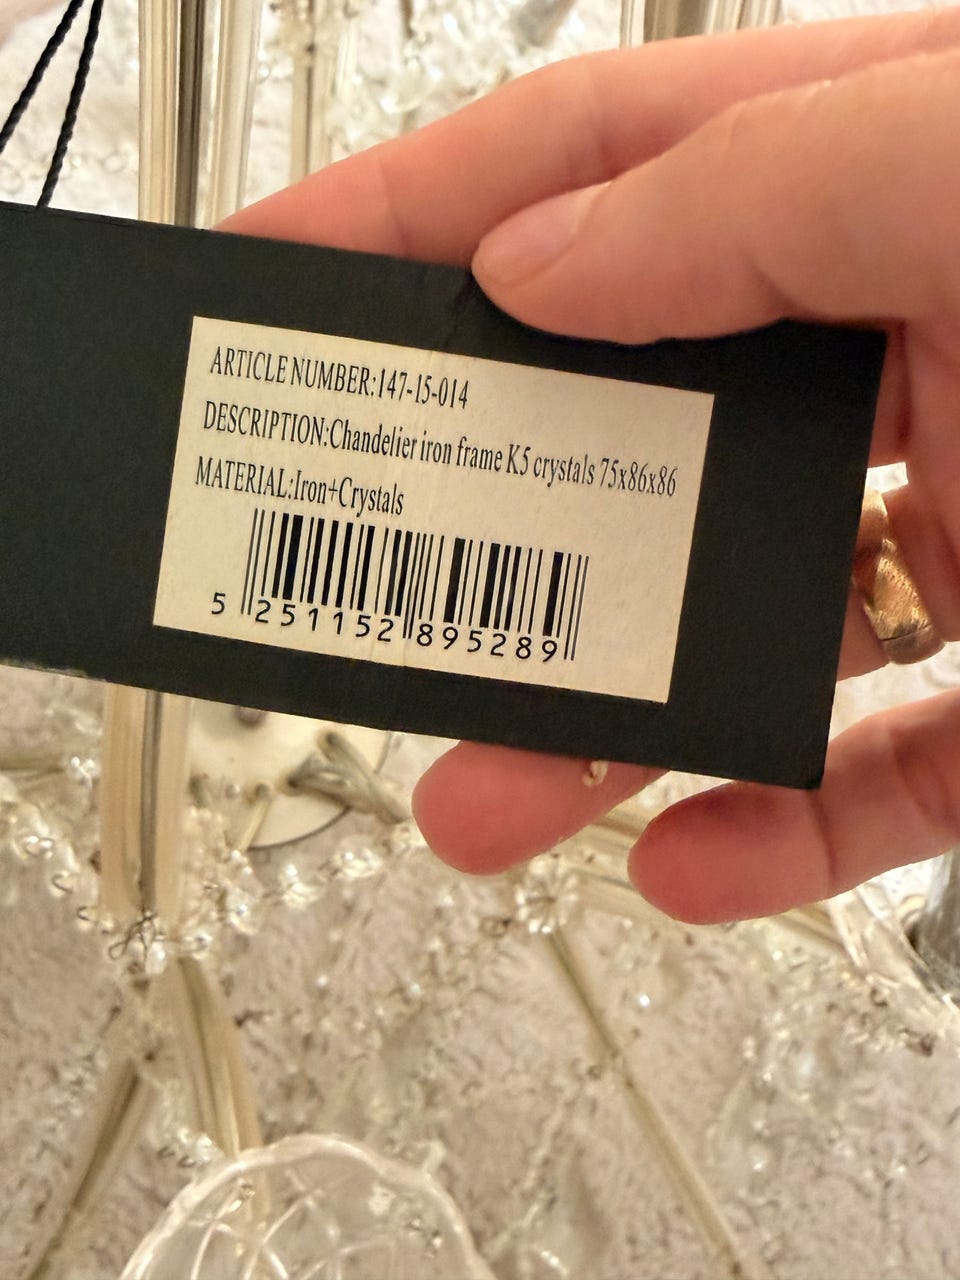 ARTICLE NUMBER:147-15-014
DESCRIPTION:Chandelier iron frame K5 crystals 75x86x86
MATERIAL:Iron+Crystals
5 251152 895289